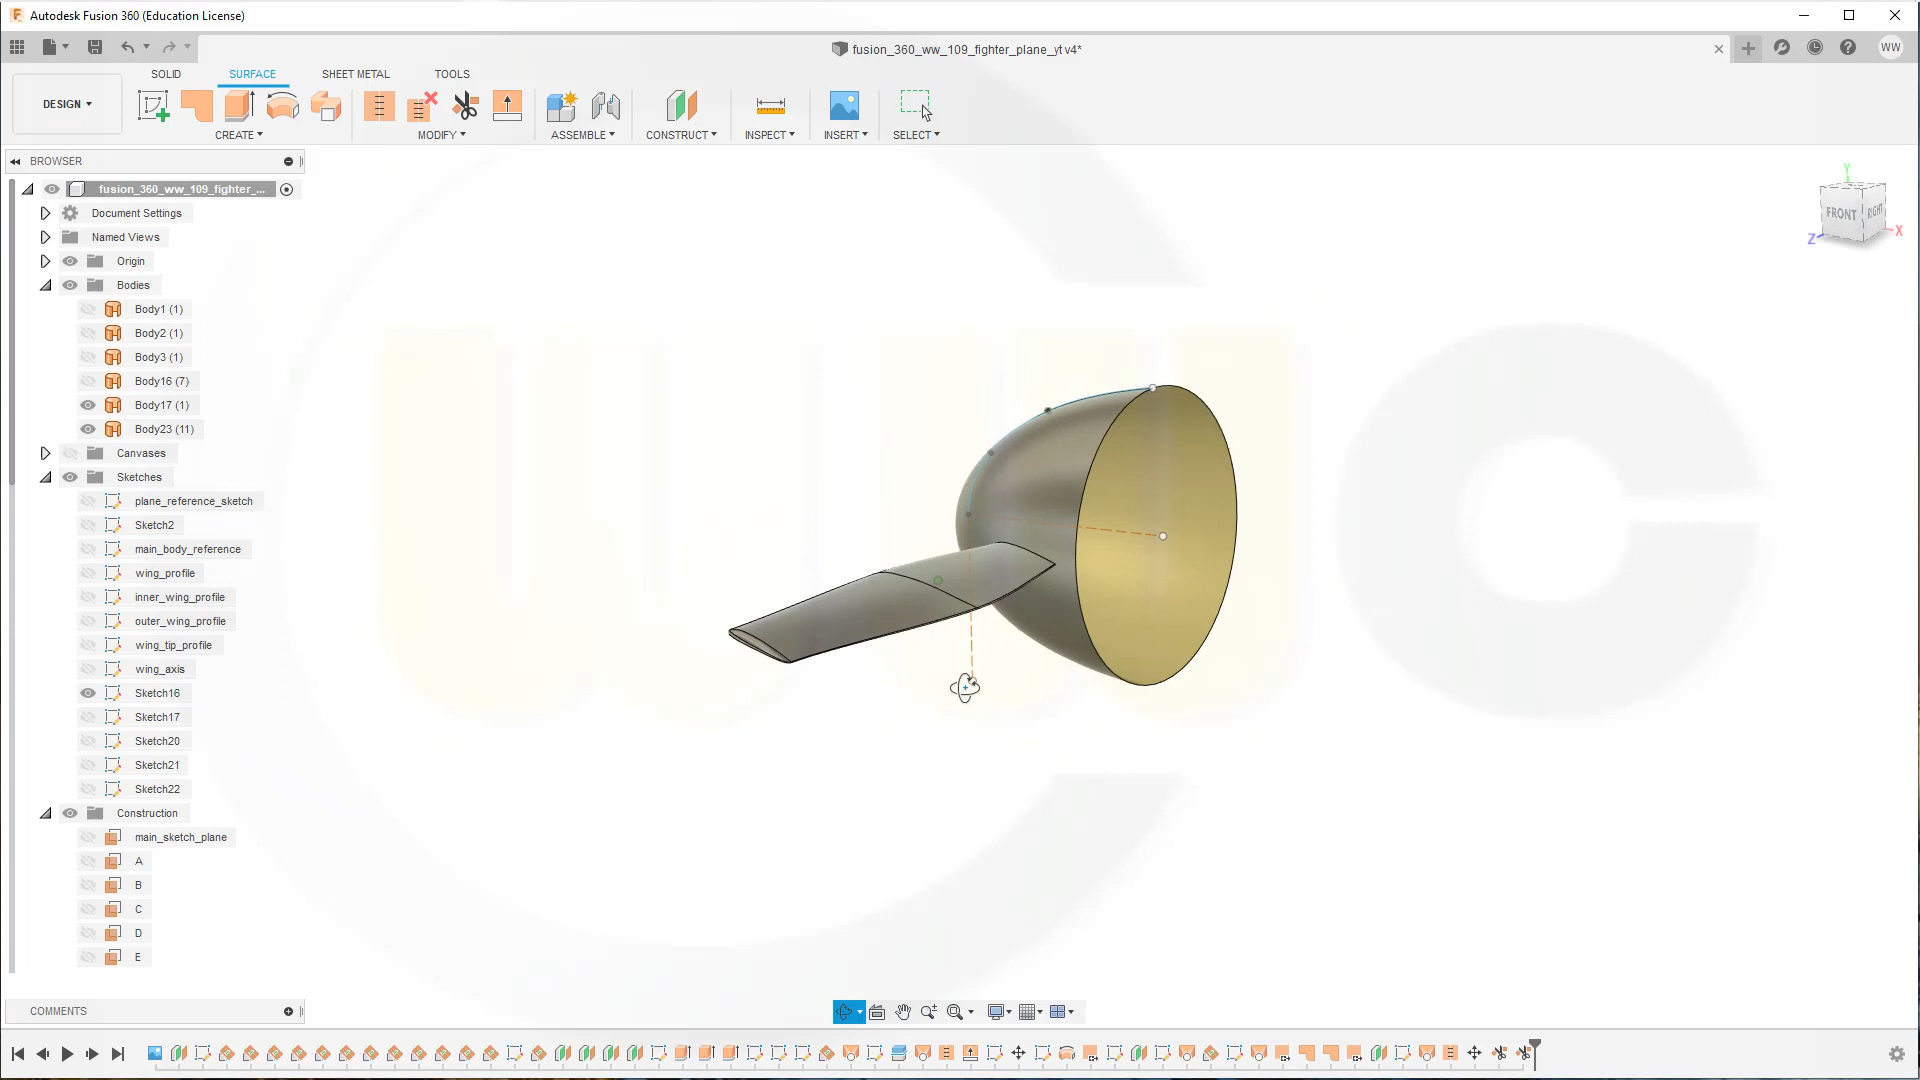 Autodesk Fusion 360 (Education License)
fusion_360_ww_109_fighter_plane_yt v4*
WW
DESIGN
SOLID
SURFACE
SHEET METAL
TOOLS
CREATE
MODIFY
ASSEMBLE
CONSTRUCT
INSPECT
INSERT
SELECT
BROWSER
fusion_360_ww_109_fighter_...
Document Settings
Named Views
Origin
Bodies
Body1 (1)
Body2 (1)
Body3 (1)
Body16 (7)
Body17 (1)
Body23 (11)
Canvases
Sketches
plane_reference_sketch
Sketch2
main_body_reference
wing_profile
inner_wing_profile
outer_wing_profile
wing_tip_profile
wing_axis
Sketch16
Sketch17
Sketch20
Sketch21
Sketch22
Construction
main_sketch_plane
A
B
C
D
E
Y
FRONT
RIGHT
Z
X
COMMENTS